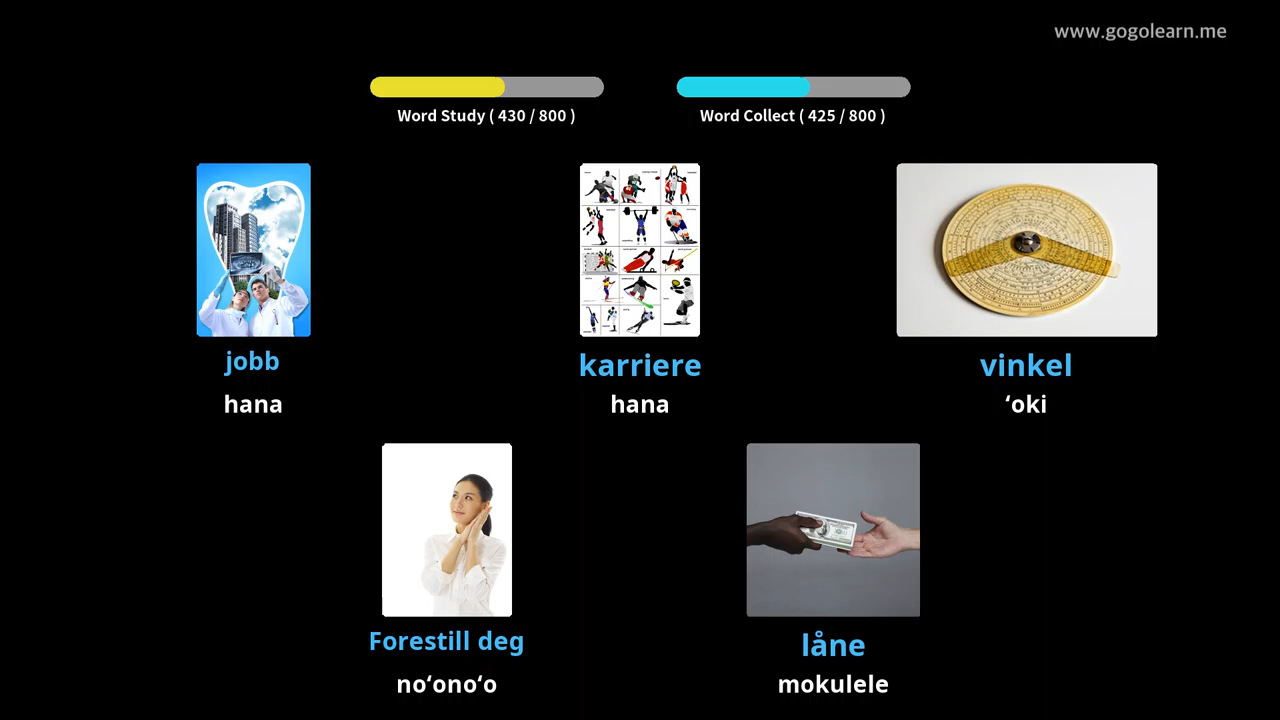 www.gogolearn.me
Word Study ( 430 / 800 )
Word Collect ( 425 / 800 )
jobb
karriere
vinkel
hana
hana
ʻoki
Forestill deg
låne
noʻonoʻo
mokulele